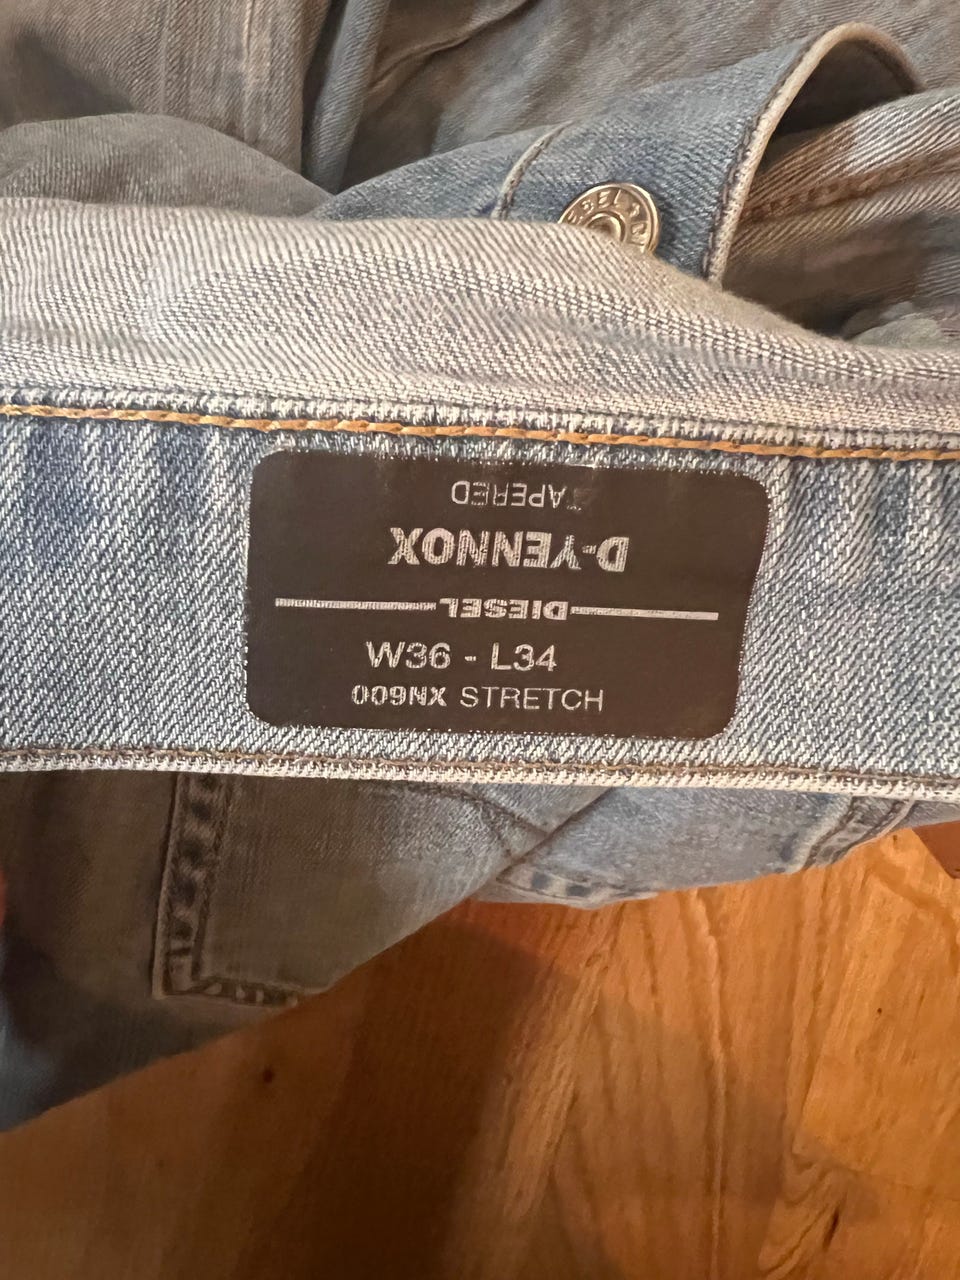 TAPERED
D-YENNOX
DIESEL
W36 - L34
009NX STRETCH